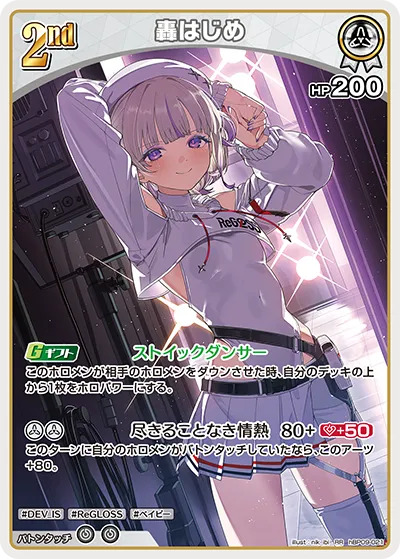 2nd
轟はじめ
HP200
ReGLOSS
Gギフト ストイックダンサー
このホロメンが相手のホロメンをダウンさせた時、自分のデッキの上
から1枚をホロパワーにする。
尽きることなき情熱 80+ +50
このターンに自分のホロメンがバトンタッチしていたなら、このアーツ
+80。
#DEV_IS #ReGLOSS #ベイビー
バトンタッチ
hBP09-021